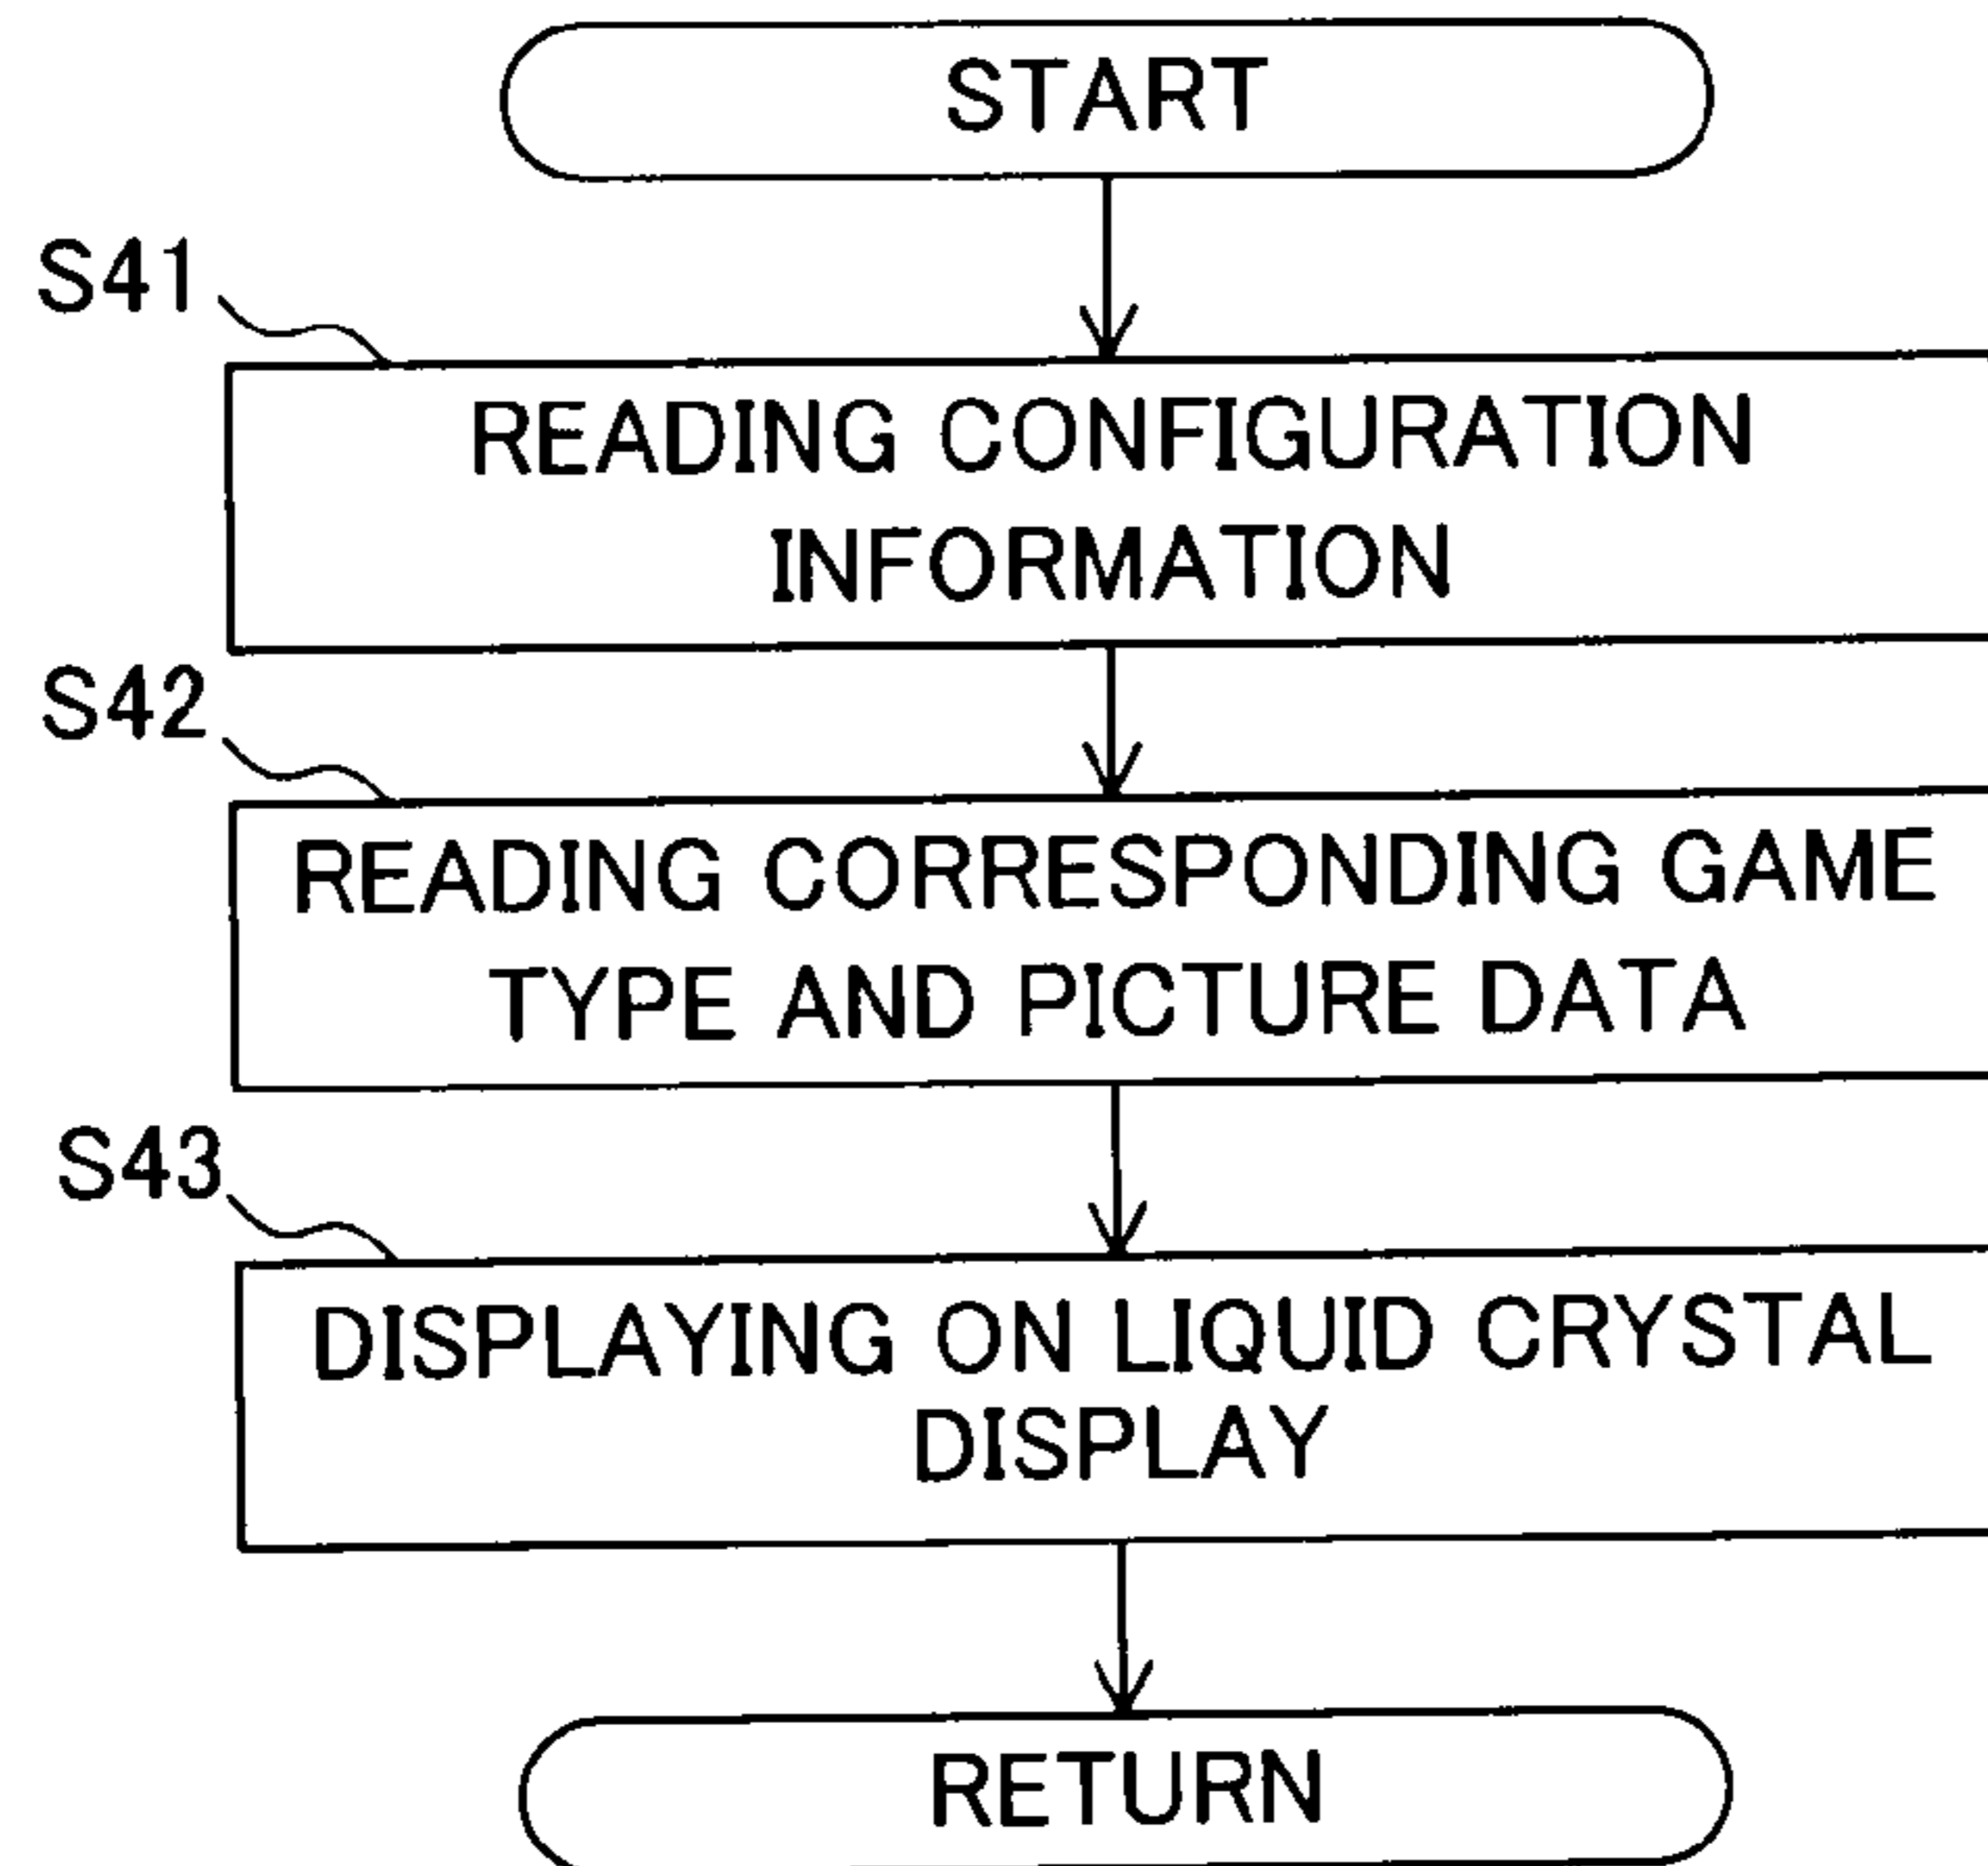 START
S41
READING CONFIGURATION
INFORMATION
S42
READING CORRESPONDING GAME
TYPE AND PICTURE DATA
S43
DISPLAYING ON LIQUID CRYSTAL
DISPLAY
RETURN